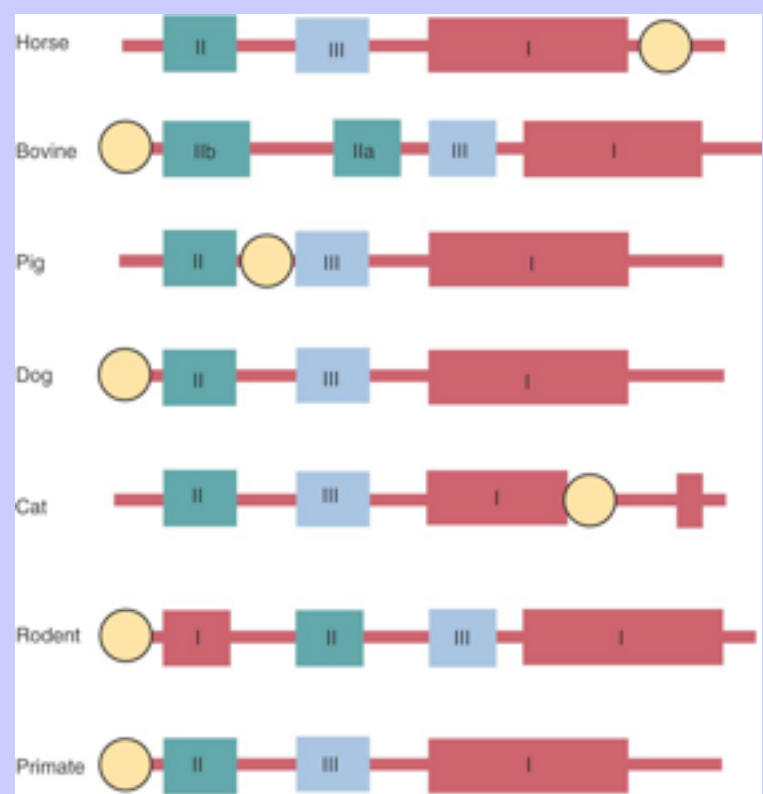 Horse II III I
Bovine IIb IIa III I
Pig II III I
Dog II III I
Cat II III I
Rodent I II III I
Primate II III I